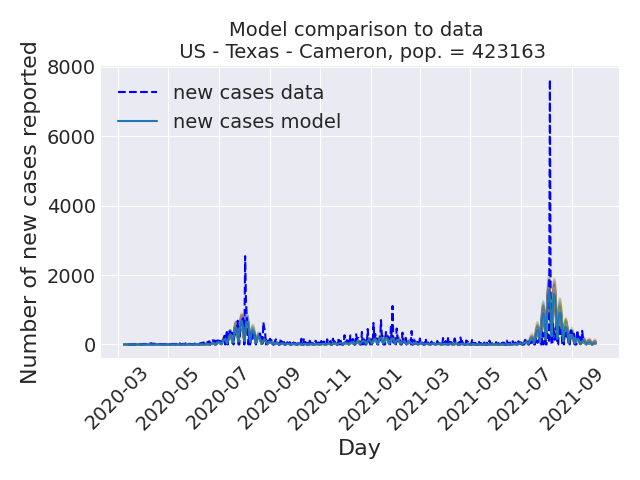 Model comparison to data
US - Texas - Cameron, pop. = 423163
Number of new cases reported
8000
6000
4000
2000
0
new cases data
new cases model
2020-03
2020-05
2020-07
2020-09
2020-11
2021-01
2021-03
2021-05
2021-07
2021-09
Day